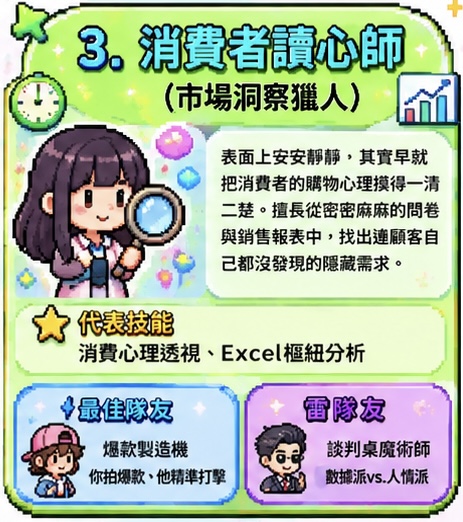 3. 消費者讀心師
(市場洞察獵人)
表面上安安靜靜，其實早就
把消費者的購物心理摸得一清
二楚。擅長從密密麻麻的問卷
與銷售報表中，找出連顧客自
己都沒發現的隱藏需求。
代表技能
消費心理透視、Excel樞紐分析
最佳隊友
爆款製造機
你拍爆款、他精準打擊
雷隊友
談判桌魔術師
數據派vs.人情派